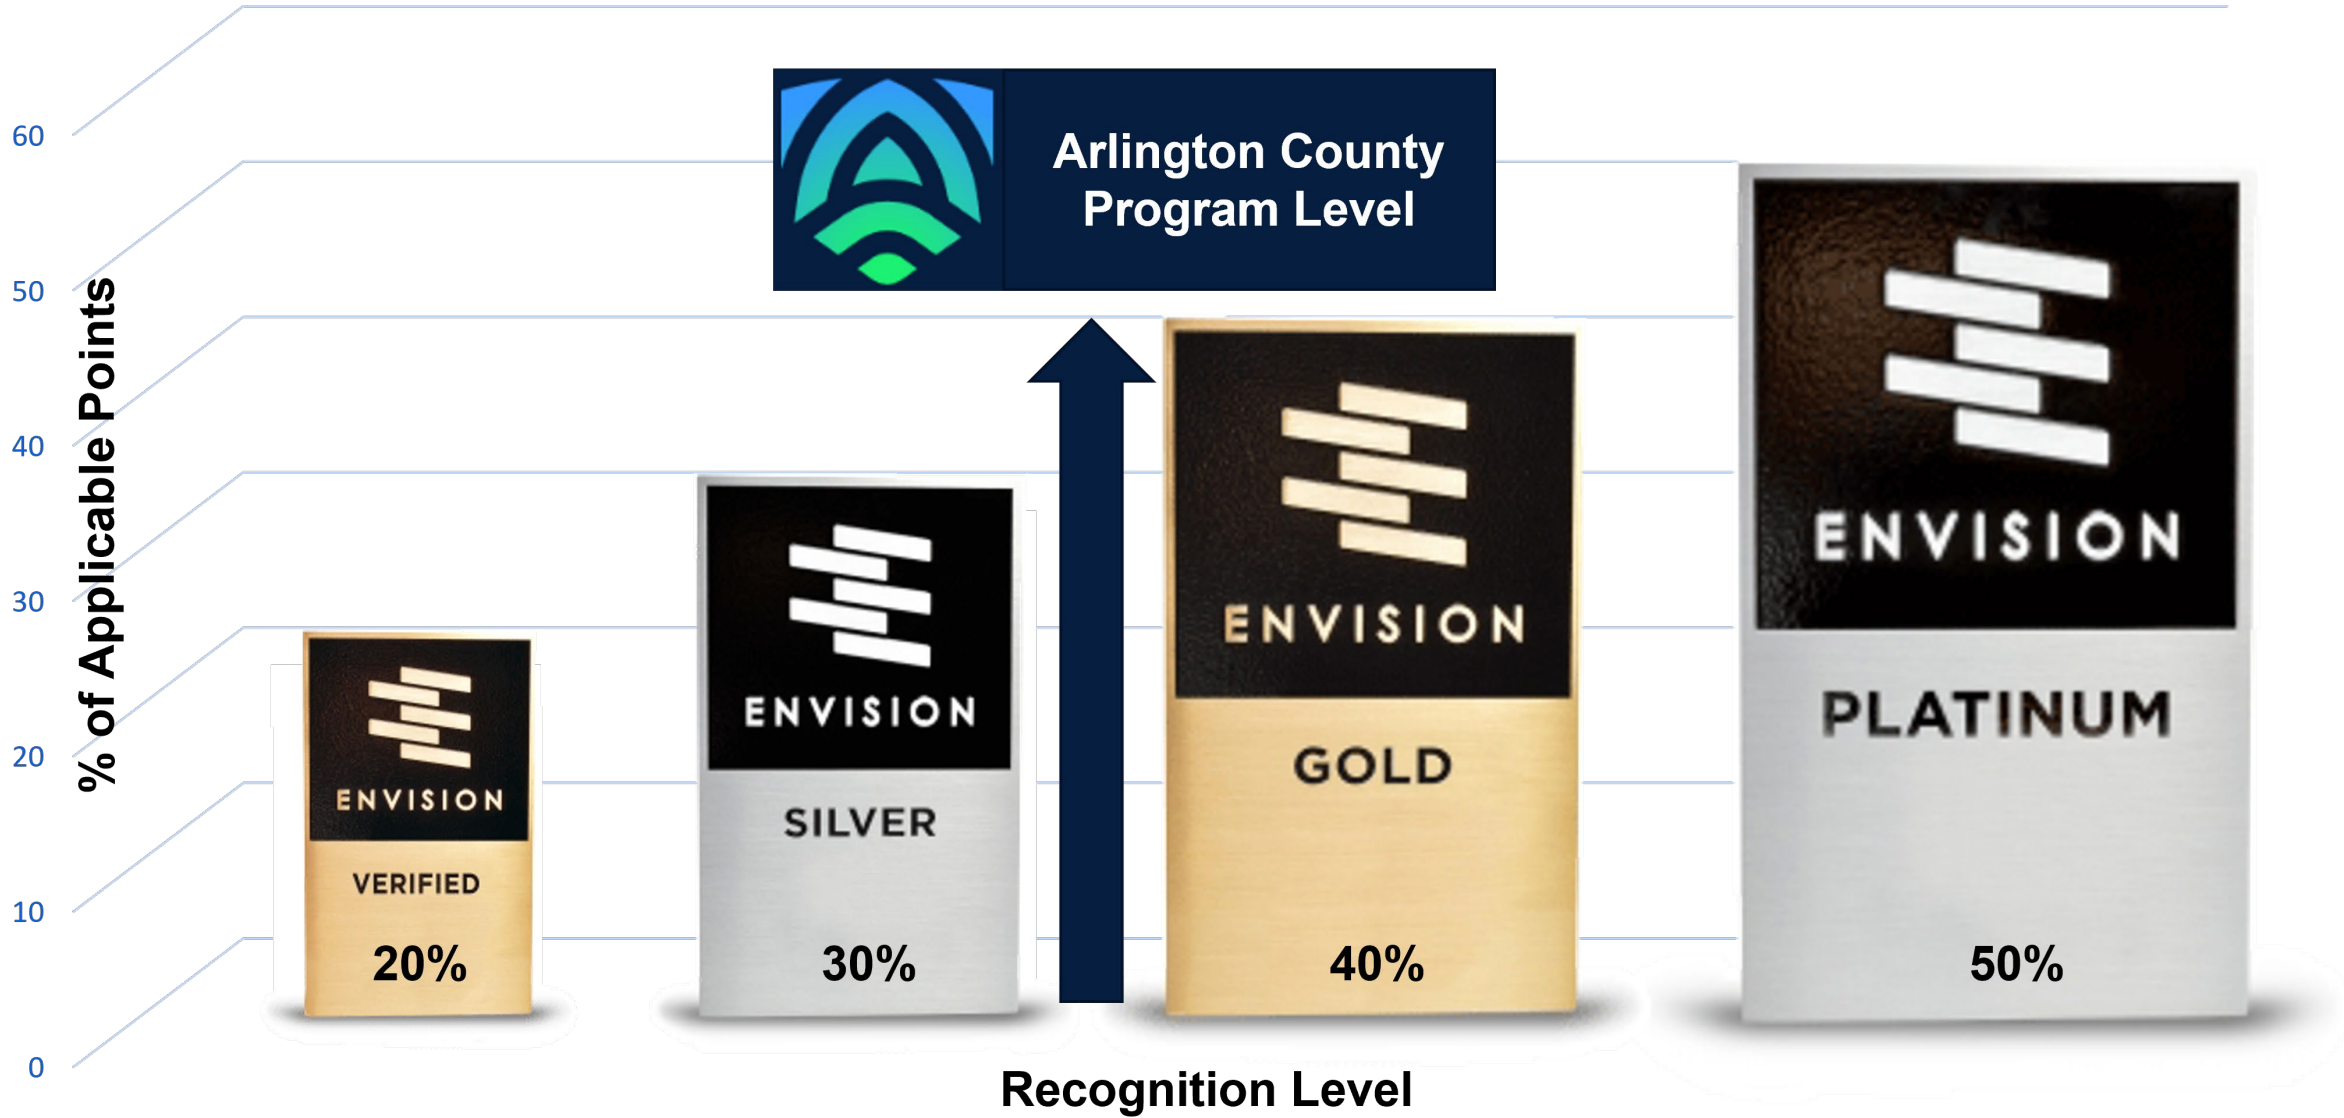 60
50
40
30
20
10
0
% of Applicable Points
Arlington County
Program Level
ENVISION
VERIFIED
20%
ENVISION
SILVER
30%
ENVISION
GOLD
40%
ENVISION
PLATINUM
50%
Recognition Level